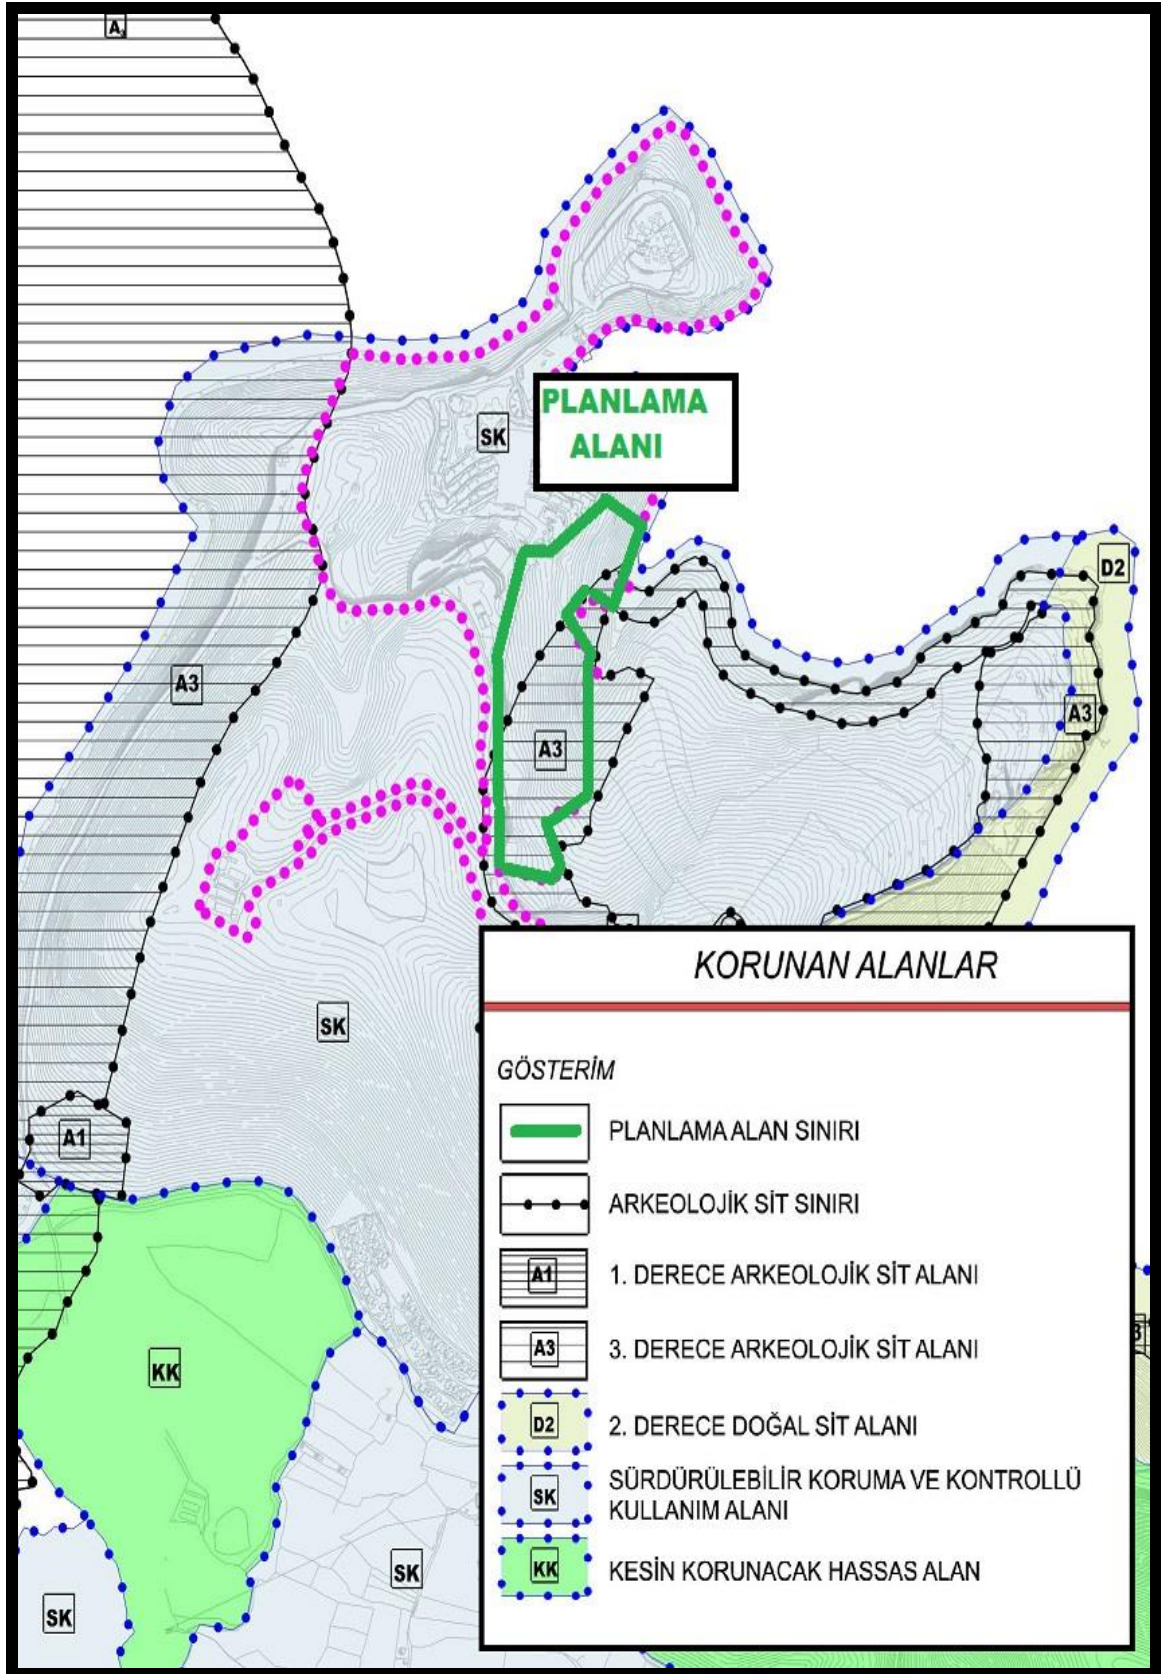 A3
PLANLAMA
ALANI
SK
D2
A3
A3
A3
SK
A1
KK
SK
SK
KORUNAN ALANLAR
GÖSTERİM
PLANLAMA ALAN SINIRI
ARKEOLOJİK SİT SINIRI
A1 1. DERECE ARKEOLOJİK SİT ALANI
A3 3. DERECE ARKEOLOJİK SİT ALANI
D2 2. DERECE DOĞAL SİT ALANI
SK SÜRDÜRÜLEBİLİR KORUMA VE KONTROLLÜ
KULLANIM ALANI
KK KESİN KORUNACAK HASSAS ALAN